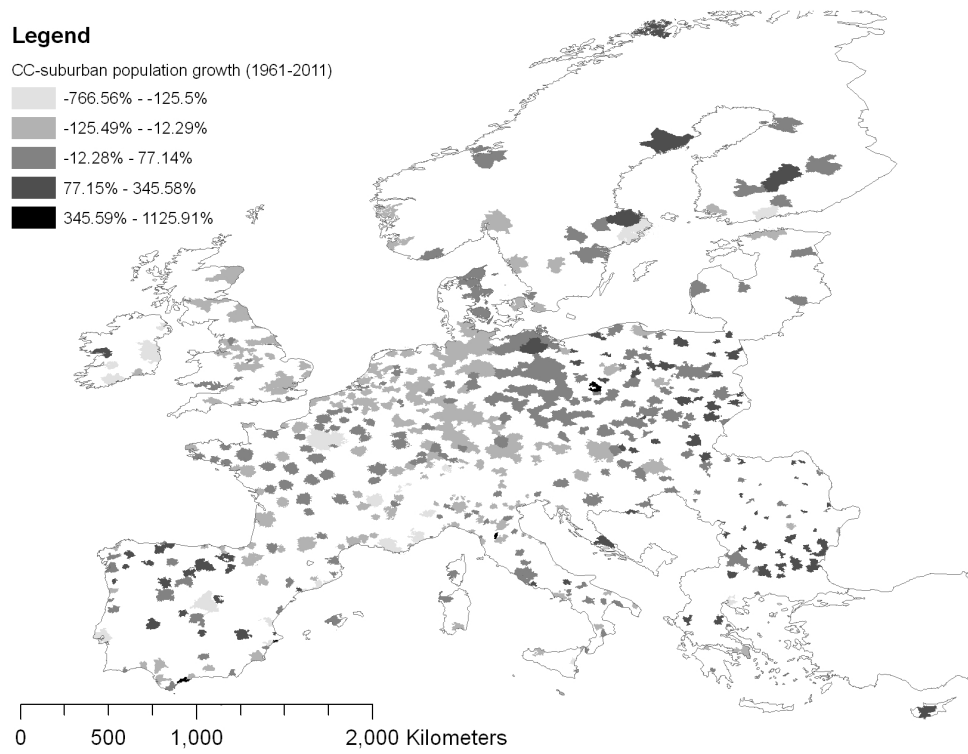 Legend
CC-suburban population growth (1961-2011)
-766.56% - -125.5%
-125.49% - -12.29%
-12.28% - 77.14%
77.15% - 345.58%
345.59% - 1125.91%
0 500 1,000 2,000 Kilometers